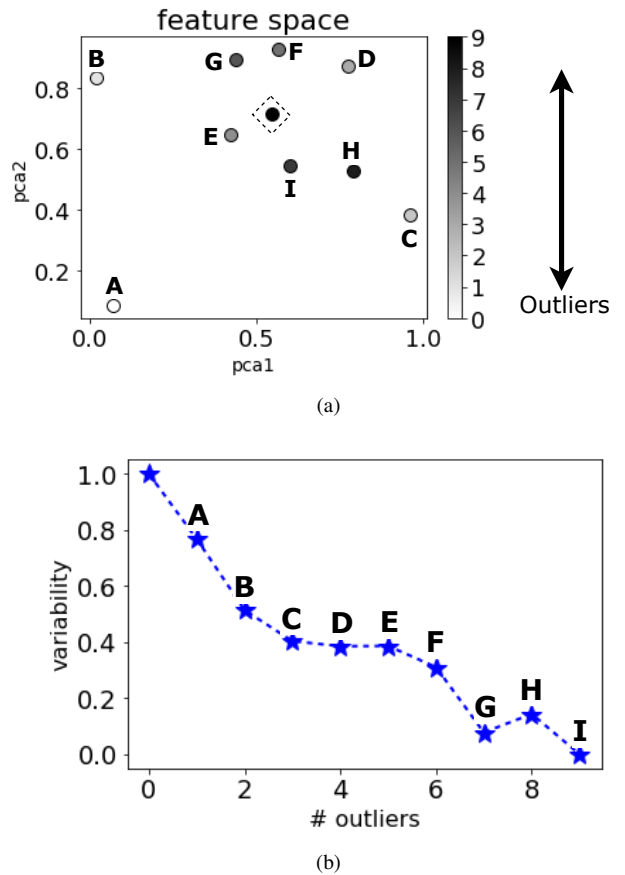 feature space
B
G
F
D
E
H
I
C
A
0.8
0.6
0.4
0.2
pca2
0.0 0.5 1.0
pca1
9
8
7
6
5
4
3
2
1
0
Outliers
(a)
1.0
0.8
0.6
0.4
0.2
0.0
variability
A
B
C
D
E
F
G
H
I
0 2 4 6 8
# outliers
(b)